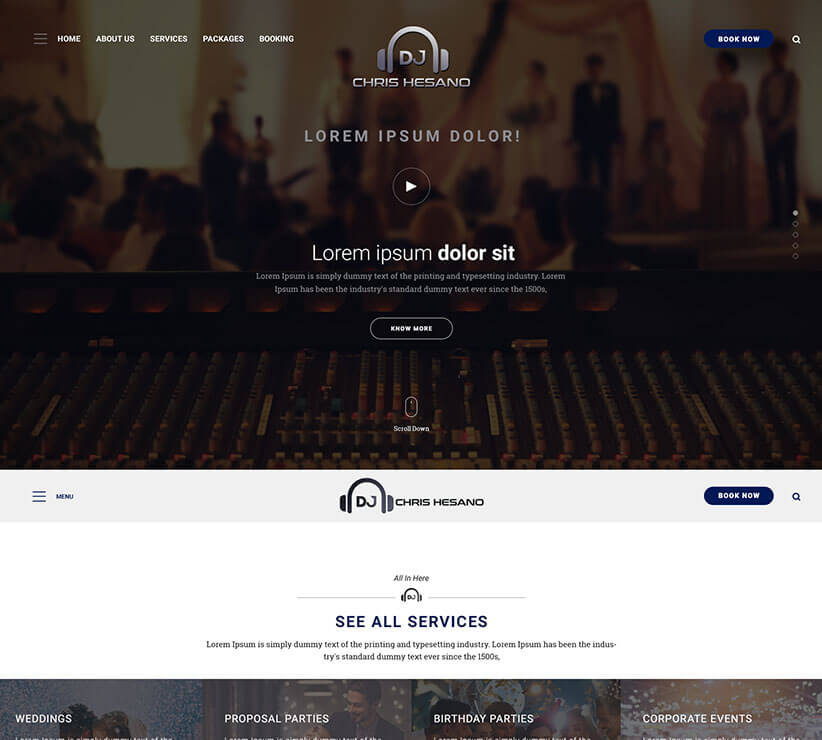 HOME ABOUT US SERVICES PACKAGES BOOKING
DJ
CHRIS HESANO
BOOK NOW
LOREM IPSUM DOLOR!
Lorem ipsum dolor sit
Lorem Ipsum is simply dummy text of the printing and typesetting industry. Lorem
Ipsum has been the industry's standard dummy text ever since the 1500s,
KNOW MORE
Scroll Down
MENU
DJ CHRIS HESANO
BOOK NOW
All In Here
DJ
SEE ALL SERVICES
Lorem Ipsum is simply dummy text of the printing and typesetting industry. Lorem Ipsum has been the indus-
try's standard dummy text ever since the 1500s,
WEDDINGS PROPOSAL PARTIES BIRTHDAY PARTIES CORPORATE EVENTS